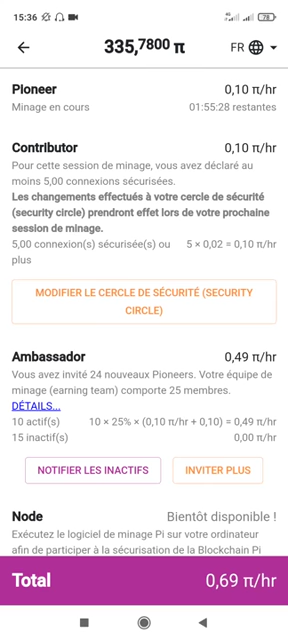 15:36
78
335,7800 π
FR
Pioneer 0,10 π/hr
Minage en cours 01:55:28 restantes
Contributor 0,10 π/hr
Pour cette session de minage, vous avez déclaré au
moins 5,00 connexions sécurisées.
Les changements effectués à votre cercle de sécurité
(security circle) prendront effet lors de votre prochaine
session de minage.
5,00 connexion(s) sécurisée(s) ou 5 × 0,02 = 0,10 π/hr
plus
MODIFIER LE CERCLE DE SÉCURITÉ (SECURITY
CIRCLE)
Ambassador 0,49 π/hr
Vous avez invité 24 nouveaux Pioneers. Votre équipe de
minage (earning team) comporte 25 membres.
DÉTAILS...
10 actif(s) 10 × 25% × (0,10 π/hr + 0,10) = 0,49 π/hr
15 inactif(s) 0,00 π/hr
NOTIFIER LES INACTIFS INVITER PLUS
Node Bientôt disponible !
Exécutez le logiciel de minage Pi sur votre ordinateur
afin de participer à la sécurisation de la Blockchain Pi
Total 0,69 π/hr